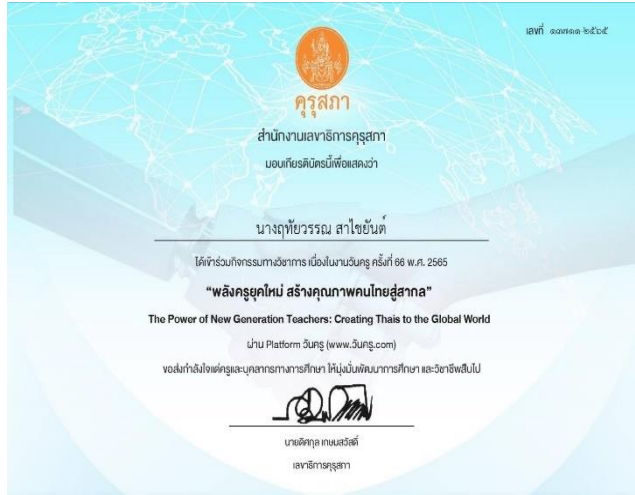 เลขที่ ๑๓๗๑๑-๒๕๖๕
คุรุสภา
สำนักงานเลขาธิการคุรุสภา
มอบเกียรติบัตรนี้เพื่อแสดงว่า
นางฤทัยวรรณ สาไชยันต์
ได้เข้าร่วมกิจกรรมทางวิชาการ เนื่องในงานวันครู ครั้งที่ 66 พ.ศ. 2565
“พลังครูยุคใหม่ สร้างคุณภาพคนไทยสู่สากล”
The Power of New Generation Teachers: Creating Thais to the Global World
ผ่าน Platform วันครู (www.วันครู.com)
ขอส่งกำลังใจแด่ครูและบุคลากรทางการศึกษา ให้มุ่งมั่นพัฒนาการศึกษา และวิชาชีพสืบไป
นายดิศกุล เกษมสวัสดิ์
เลขาธิการคุรุสภา